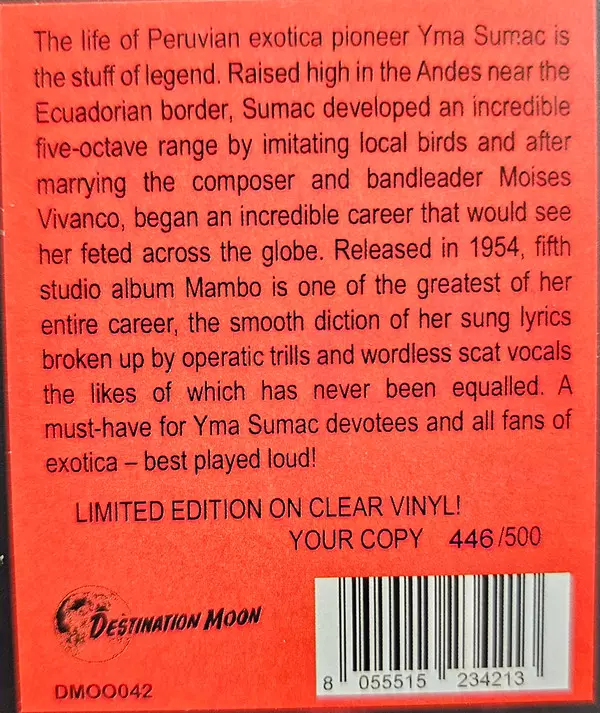 The life of Peruvian exotica pioneer Yma Sumac is
the stuff of legend. Raised high in the Andes near the
Ecuadorian border, Sumac developed an incredible
five-octave range by imitating local birds and after
marrying the composer and bandleader Moises
Vivanco, began an incredible career that would see
her feted across the globe. Released in 1954, fifth
studio album Mambo is one of the greatest of her
entire career, the smooth diction of her sung lyrics
broken up by operatic trills and wordless scat vocals
the likes of which has never been equalled. A
must-have for Yma Sumac devotees and all fans of
exotica – best played loud!
LIMITED EDITION ON CLEAR VINYL!
YOUR COPY 446/500
DESTINATION MOON
DMOO042
8 055515 234213